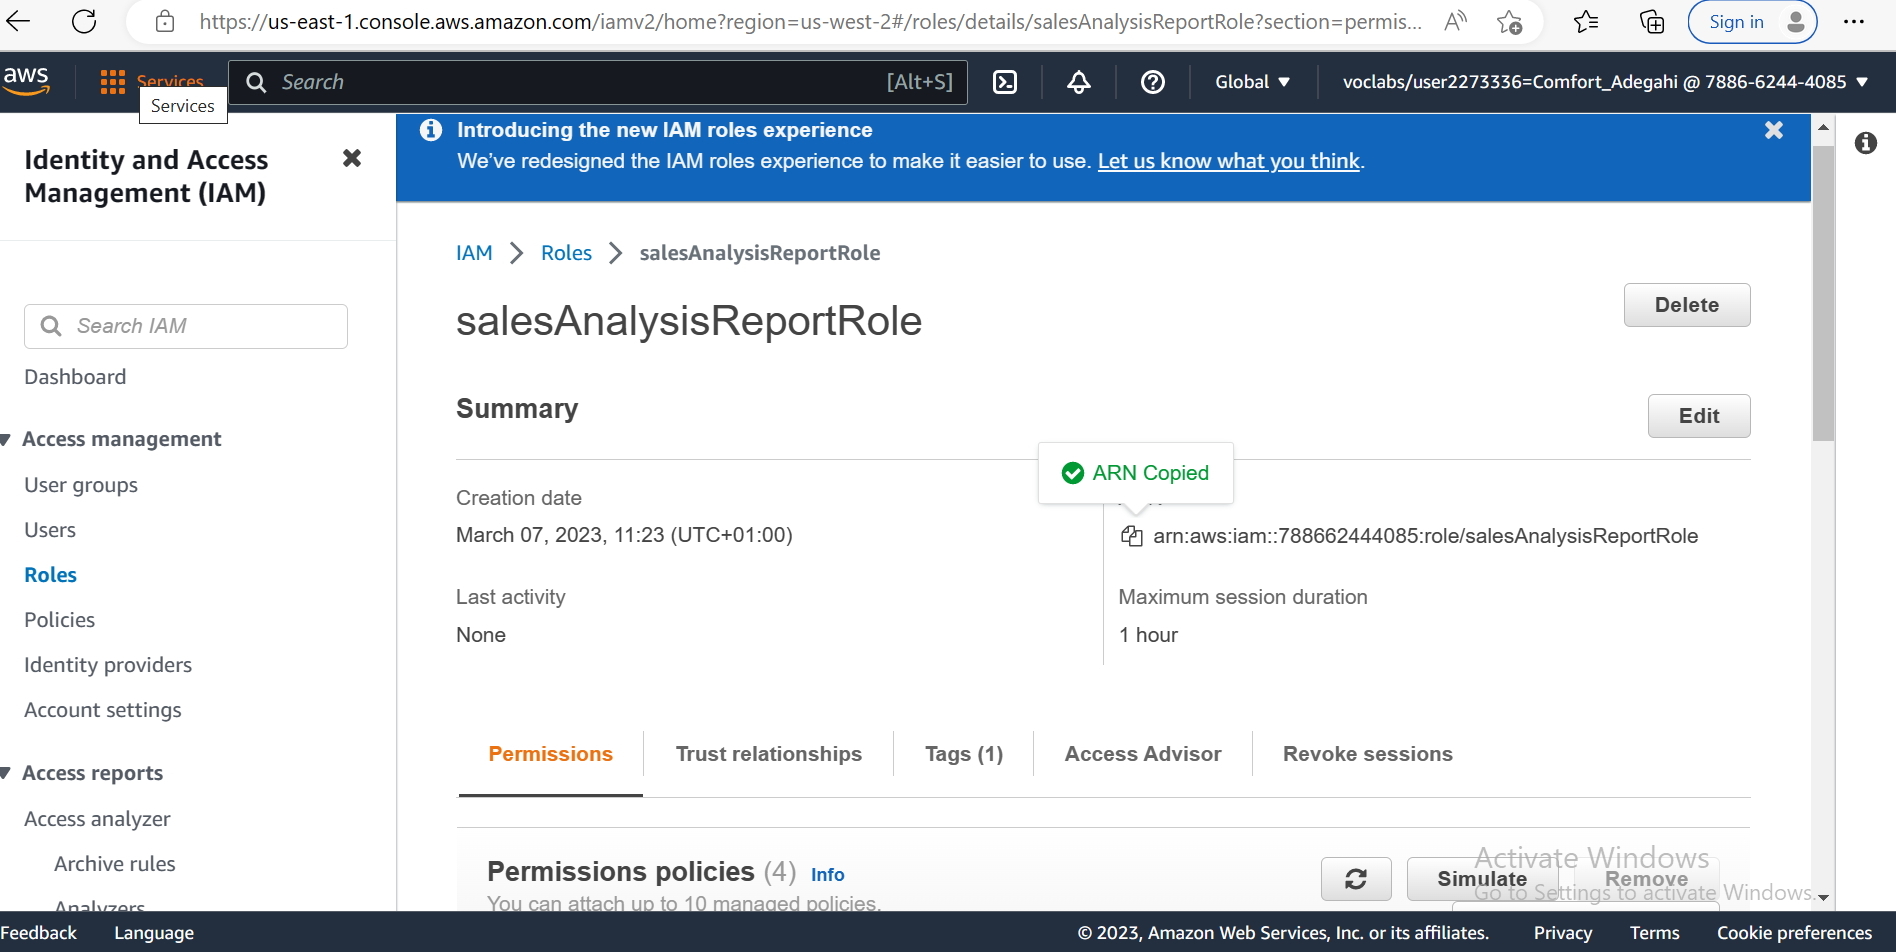 https://us-east-1.console.aws.amazon.com/iamv2/home?region=us-west-2#/roles/details/salesAnalysisReportRole?section=permis...
Sign in
aws
Services
Search
[Alt+S]
Global
voclabs/user2273336=Comfort_Adegahi @ 7886-6244-4085
Services
Identity and Access
Management (IAM)
Search IAM
Dashboard
Access management
User groups
Users
Roles
Policies
Identity providers
Account settings
Access reports
Access analyzer
Archive rules
Analyzers
Introducing the new IAM roles experience
We've redesigned the IAM roles experience to make it easier to use. Let us know what you think.
IAM > Roles > salesAnalysisReportRole
salesAnalysisReportRole
Delete
Summary
Edit
ARN Copied
Creation date
March 07, 2023, 11:23 (UTC+01:00)
arn:aws:iam::788662444085:role/salesAnalysisReportRole
Last activity
None
Maximum session duration
1 hour
Permissions
Trust relationships
Tags (1)
Access Advisor
Revoke sessions
Permissions policies (4) Info
You can attach up to 10 managed policies.
Simulate
Remove
Activate Windows
Go to Settings to activate Windows.
Feedback
Language
© 2023, Amazon Web Services, Inc. or its affiliates.
Privacy
Terms
Cookie preferences